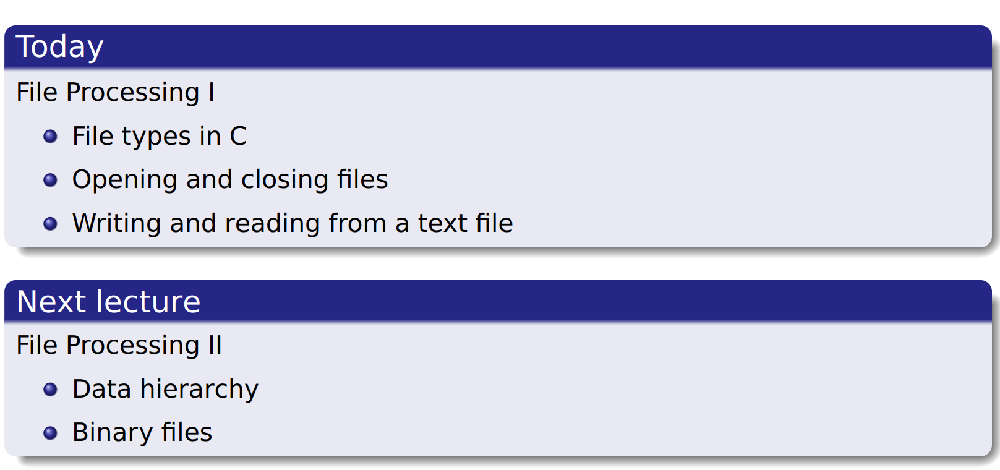 Today
File Processing I
File types in C
Opening and closing files
Writing and reading from a text file
Next lecture
File Processing II
Data hierarchy
Binary files